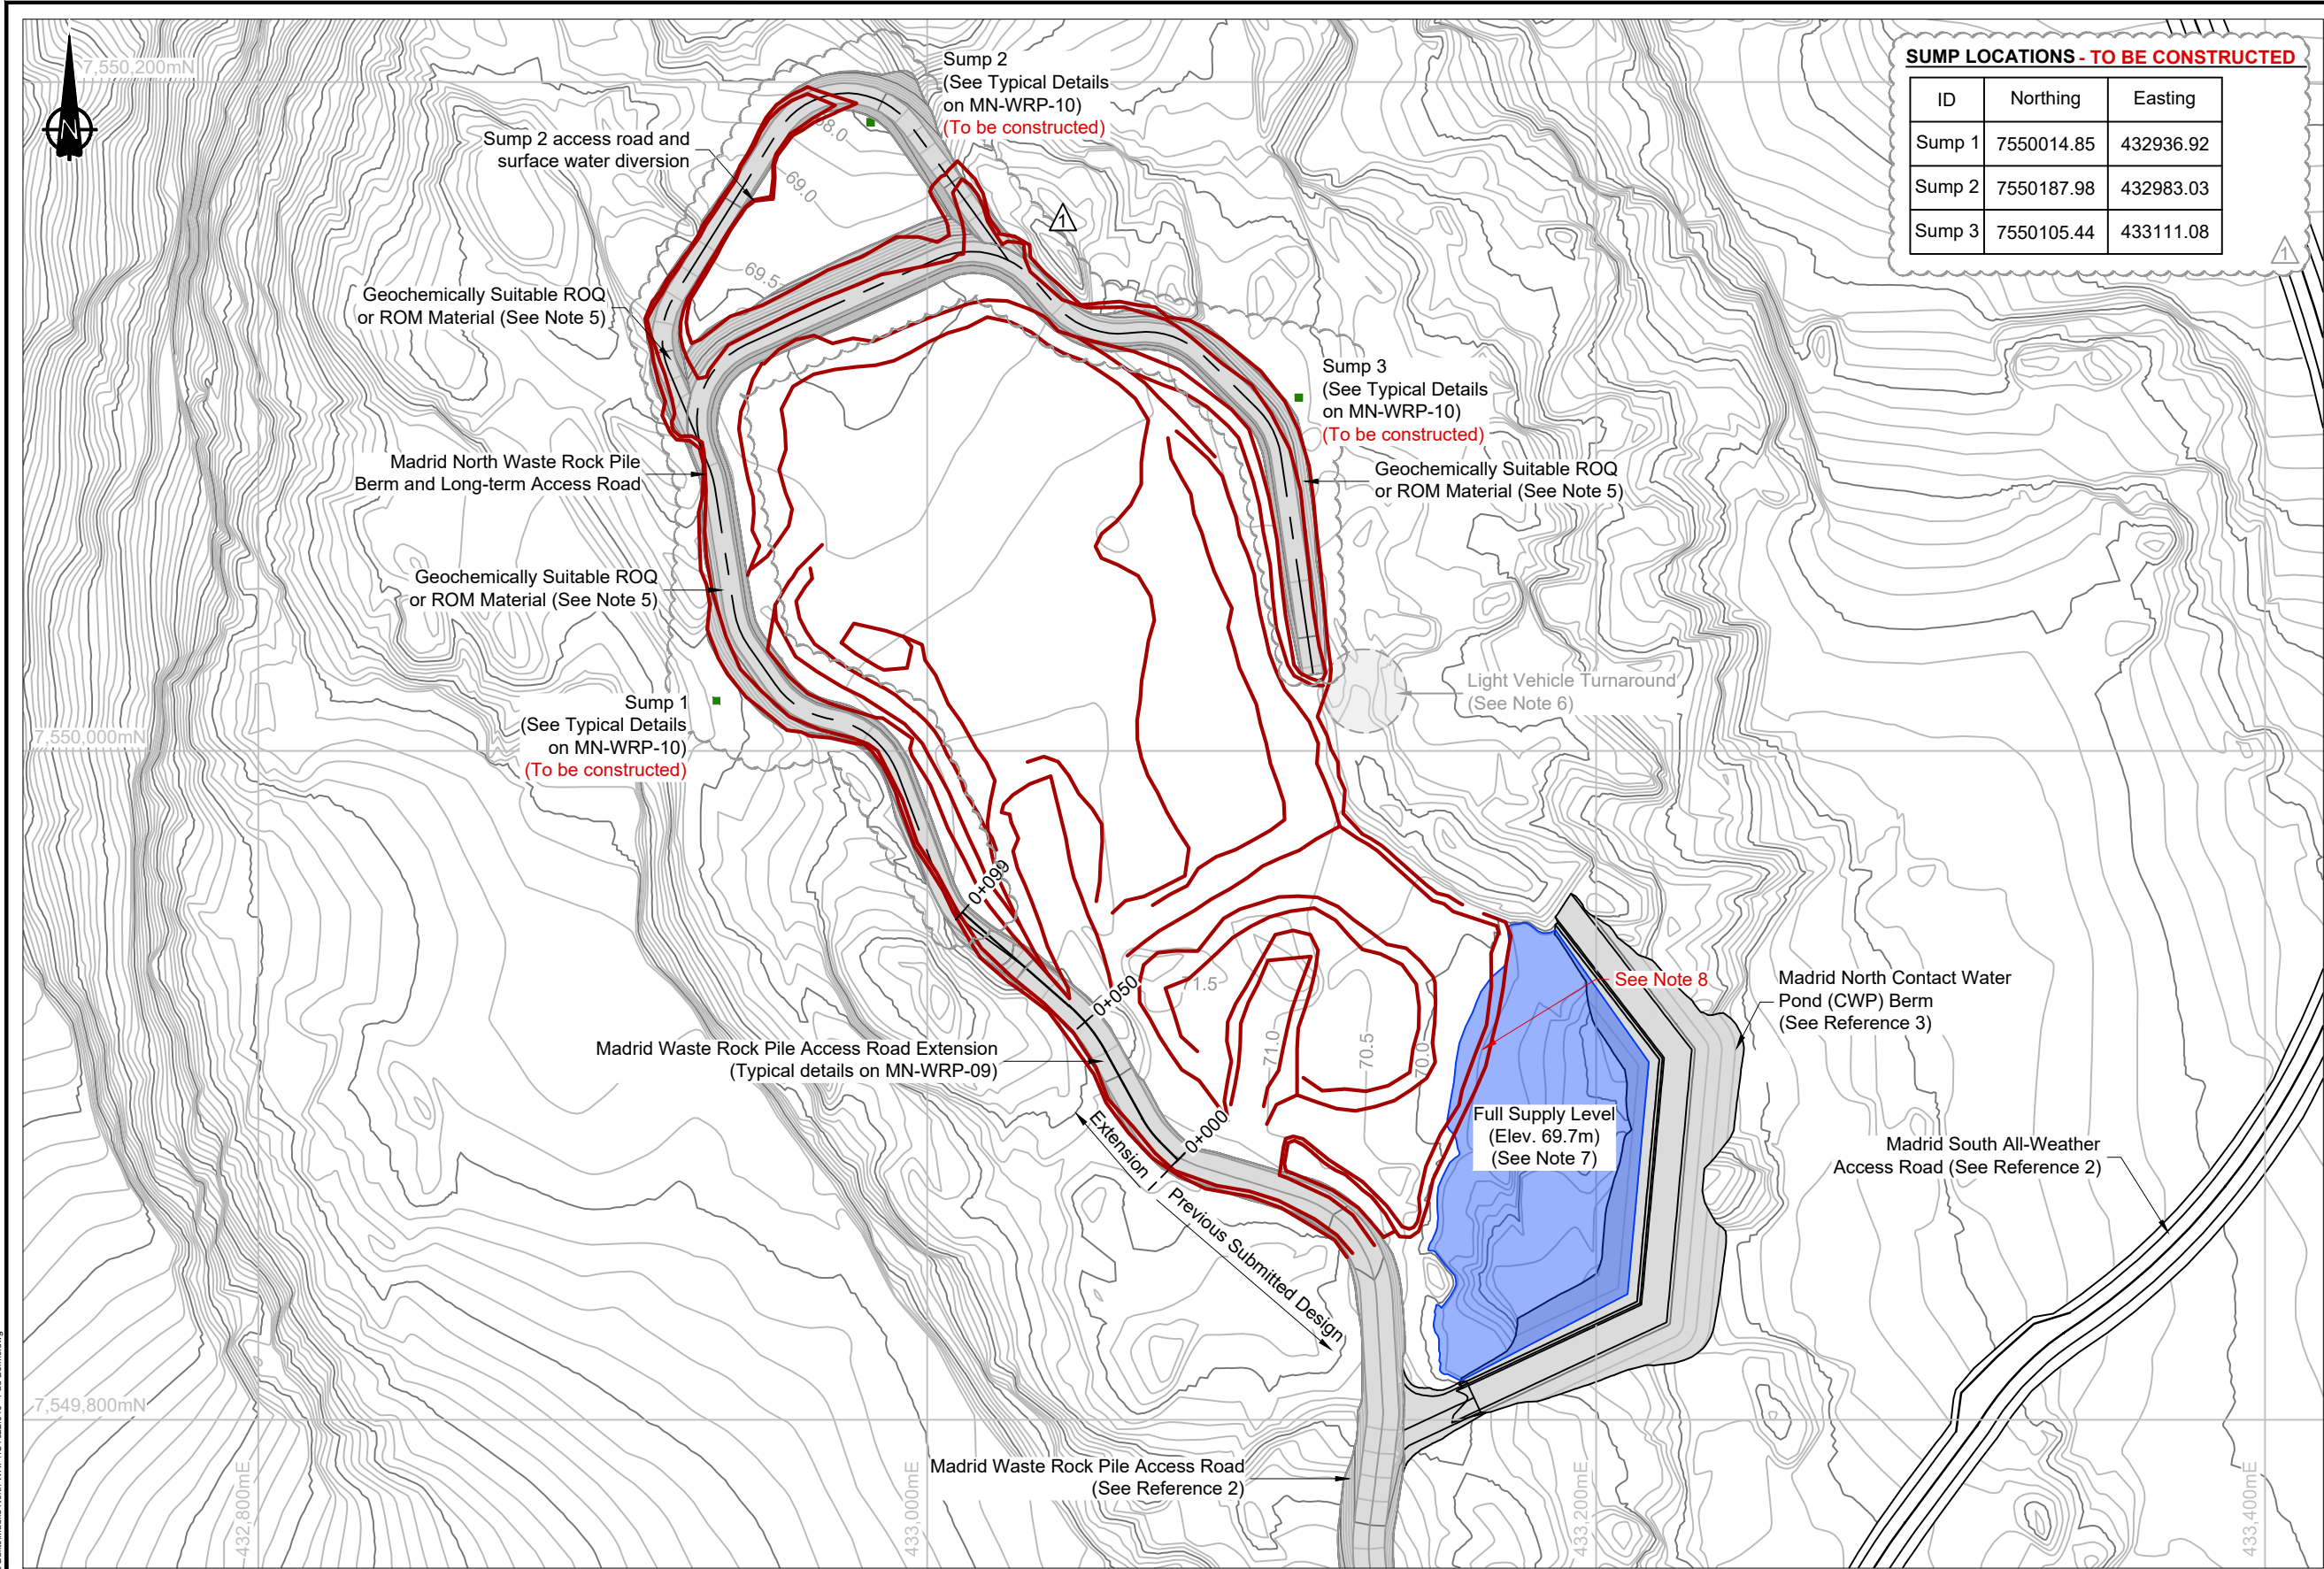 7,550,200mN
N
Sump 2
(See Typical Details
on MN-WRP-10)
(To be constructed)
SUMP LOCATIONS - TO BE CONSTRUCTED
ID Northing Easting
Sump 1 7550014.85 432936.92
Sump 2 7550187.98 432983.03
Sump 3 7550105.44 433111.08
1
Sump 2 access road and
surface water diversion
68.0
69.0
69.5
1
Geochemically Suitable ROQ
or ROM Material (See Note 5)
Sump 3
(See Typical Details
on MN-WRP-10)
(To be constructed)
Madrid North Waste Rock Pile
Berm and Long-term Access Road
Geochemically Suitable ROQ
or ROM Material (See Note 5)
Geochemically Suitable ROQ
or ROM Material (See Note 5)
Light Vehicle Turnaround
(See Note 6)
Sump 1
(See Typical Details
on MN-WRP-10)
(To be constructed)
7,550,000mN
0+099
0+050
0+000
71.5
71.0
70.5
70.0
See Note 8
Madrid North Contact Water
Pond (CWP) Berm
(See Reference 3)
Madrid Waste Rock Pile Access Road Extension
(Typical details on MN-WRP-09)
Full Supply Level
(Elev. 69.7m)
(See Note 7)
Extension
Previous Submitted Design
Madrid South All-Weather
Access Road (See Reference 2)
7,549,800mN
Madrid Waste Rock Pile Access Road
(See Reference 2)
432,800mE
433,000mE
433,200mE
433,400mE